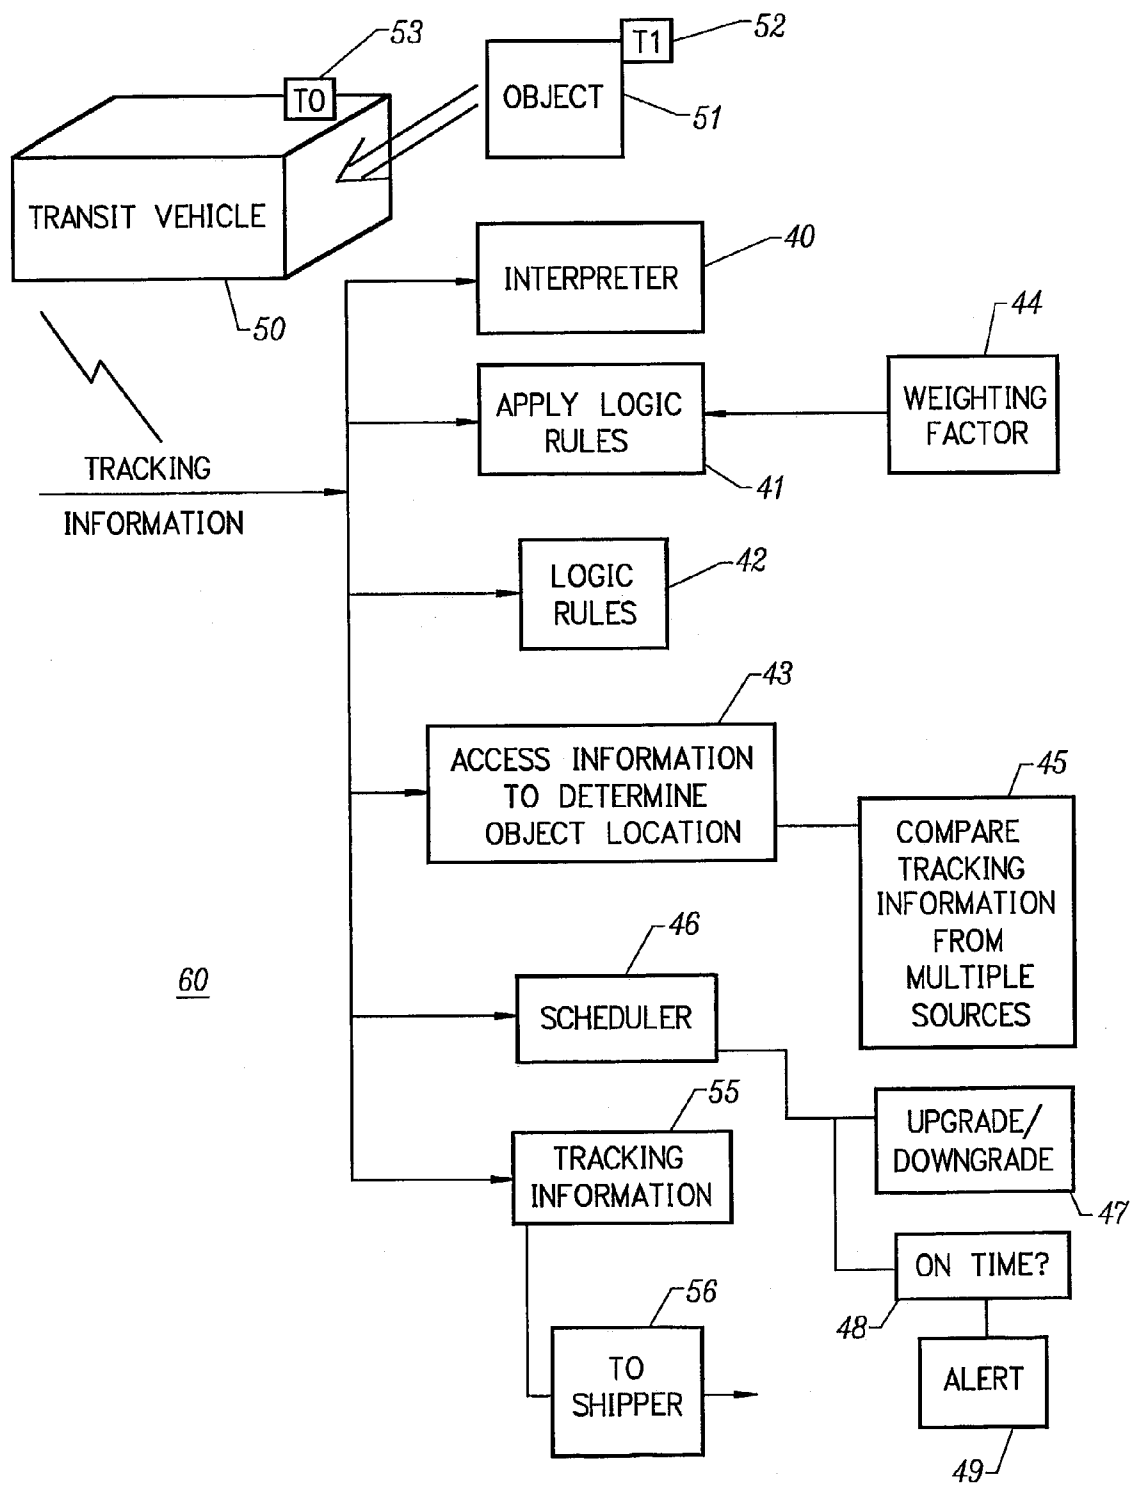 53
52
T1
TO
OBJECT
51
TRANSIT VEHICLE
50
40
INTERPRETER
44
APPLY LOGIC
RULES
WEIGHTING
FACTOR
41
TRACKING
INFORMATION
42
LOGIC
RULES
43
ACCESS INFORMATION
TO DETERMINE
OBJECT LOCATION
45
COMPARE
TRACKING
INFORMATION
FROM
MULTIPLE
SOURCES
46
60
SCHEDULER
55
TRACKING
INFORMATION
UPGRADE/
DOWNGRADE
47
ON TIME?
48
56
TO
SHIPPER
ALERT
49